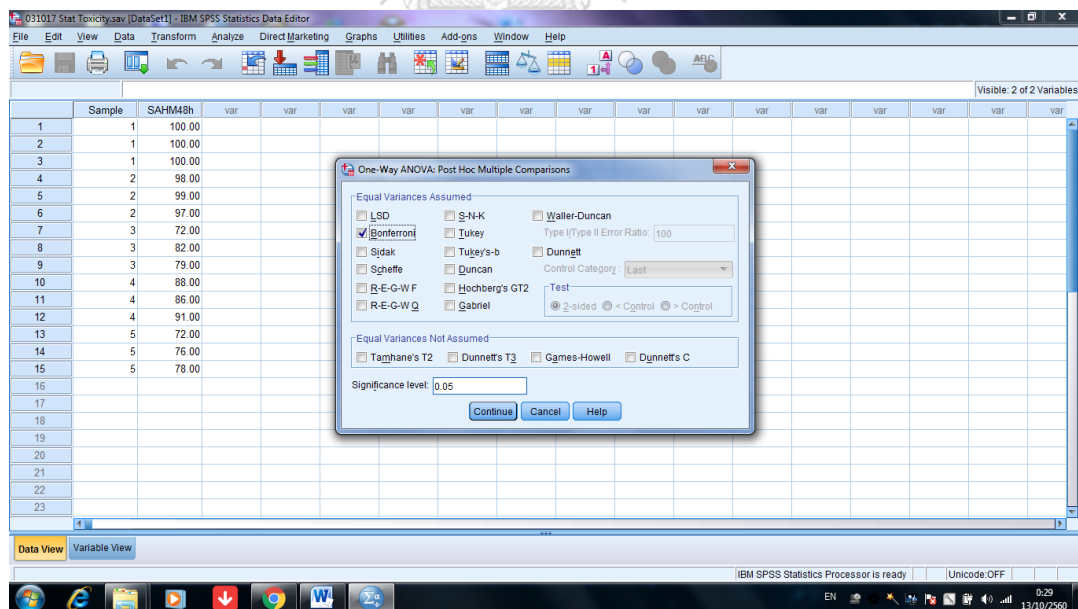 031017 Stat Toxicity.sav [DataSet1] - IBM SPSS Statistics Data Editor
File Edit View Data Transform Analyze Direct Marketing Graphs Utilities Add-ons Window Help
Visible: 2 of 2 Variables
Sample SAHM48h var var var var var var var var var var var var var var var
1 1 100.00
2 1 100.00
3 1 100.00
4 2 98.00
5 2 99.00
6 2 97.00
7 3 72.00
8 3 82.00
9 3 79.00
10 4 88.00
11 4 86.00
12 4 91.00
13 5 72.00
14 5 76.00
15 5 78.00
16
17
18
19
20
21
22
23
One-Way ANOVA: Post Hoc Multiple Comparisons
Equal Variances Assumed
LSD S-N-K Waller-Duncan
Bonferroni Tukey Type I/Type II Error Ratio: 100
Sidak Tukey's-b Dunnett
Scheffe Duncan Control Category: Last
R-E-G-W F Hochberg's GT2 Test
R-E-G-W Q Gabriel 2-sided < Control > Control
Equal Variances Not Assumed
Tamhane's T2 Dunnett's T3 Games-Howell Dunnett's C
Significance level: 0.05
Continue Cancel Help
Data View Variable View
IBM SPSS Statistics Processor is ready Unicode:OFF
EN 0:29
13/10/2560